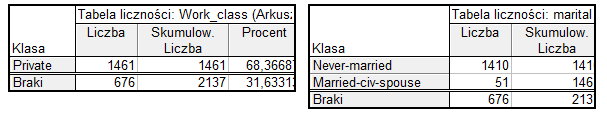 Tabela liczności: Work_class (Arkusz
Klasa Liczba Skumulow. Liczba Procent
Private 1461 1461 68,3668
Braki 676 2137 31,6331
Tabela liczności: marital
Klasa Liczba Skumulow. Liczba
Never-married 1410 141
Married-civ-spouse 51 146
Braki 676 213